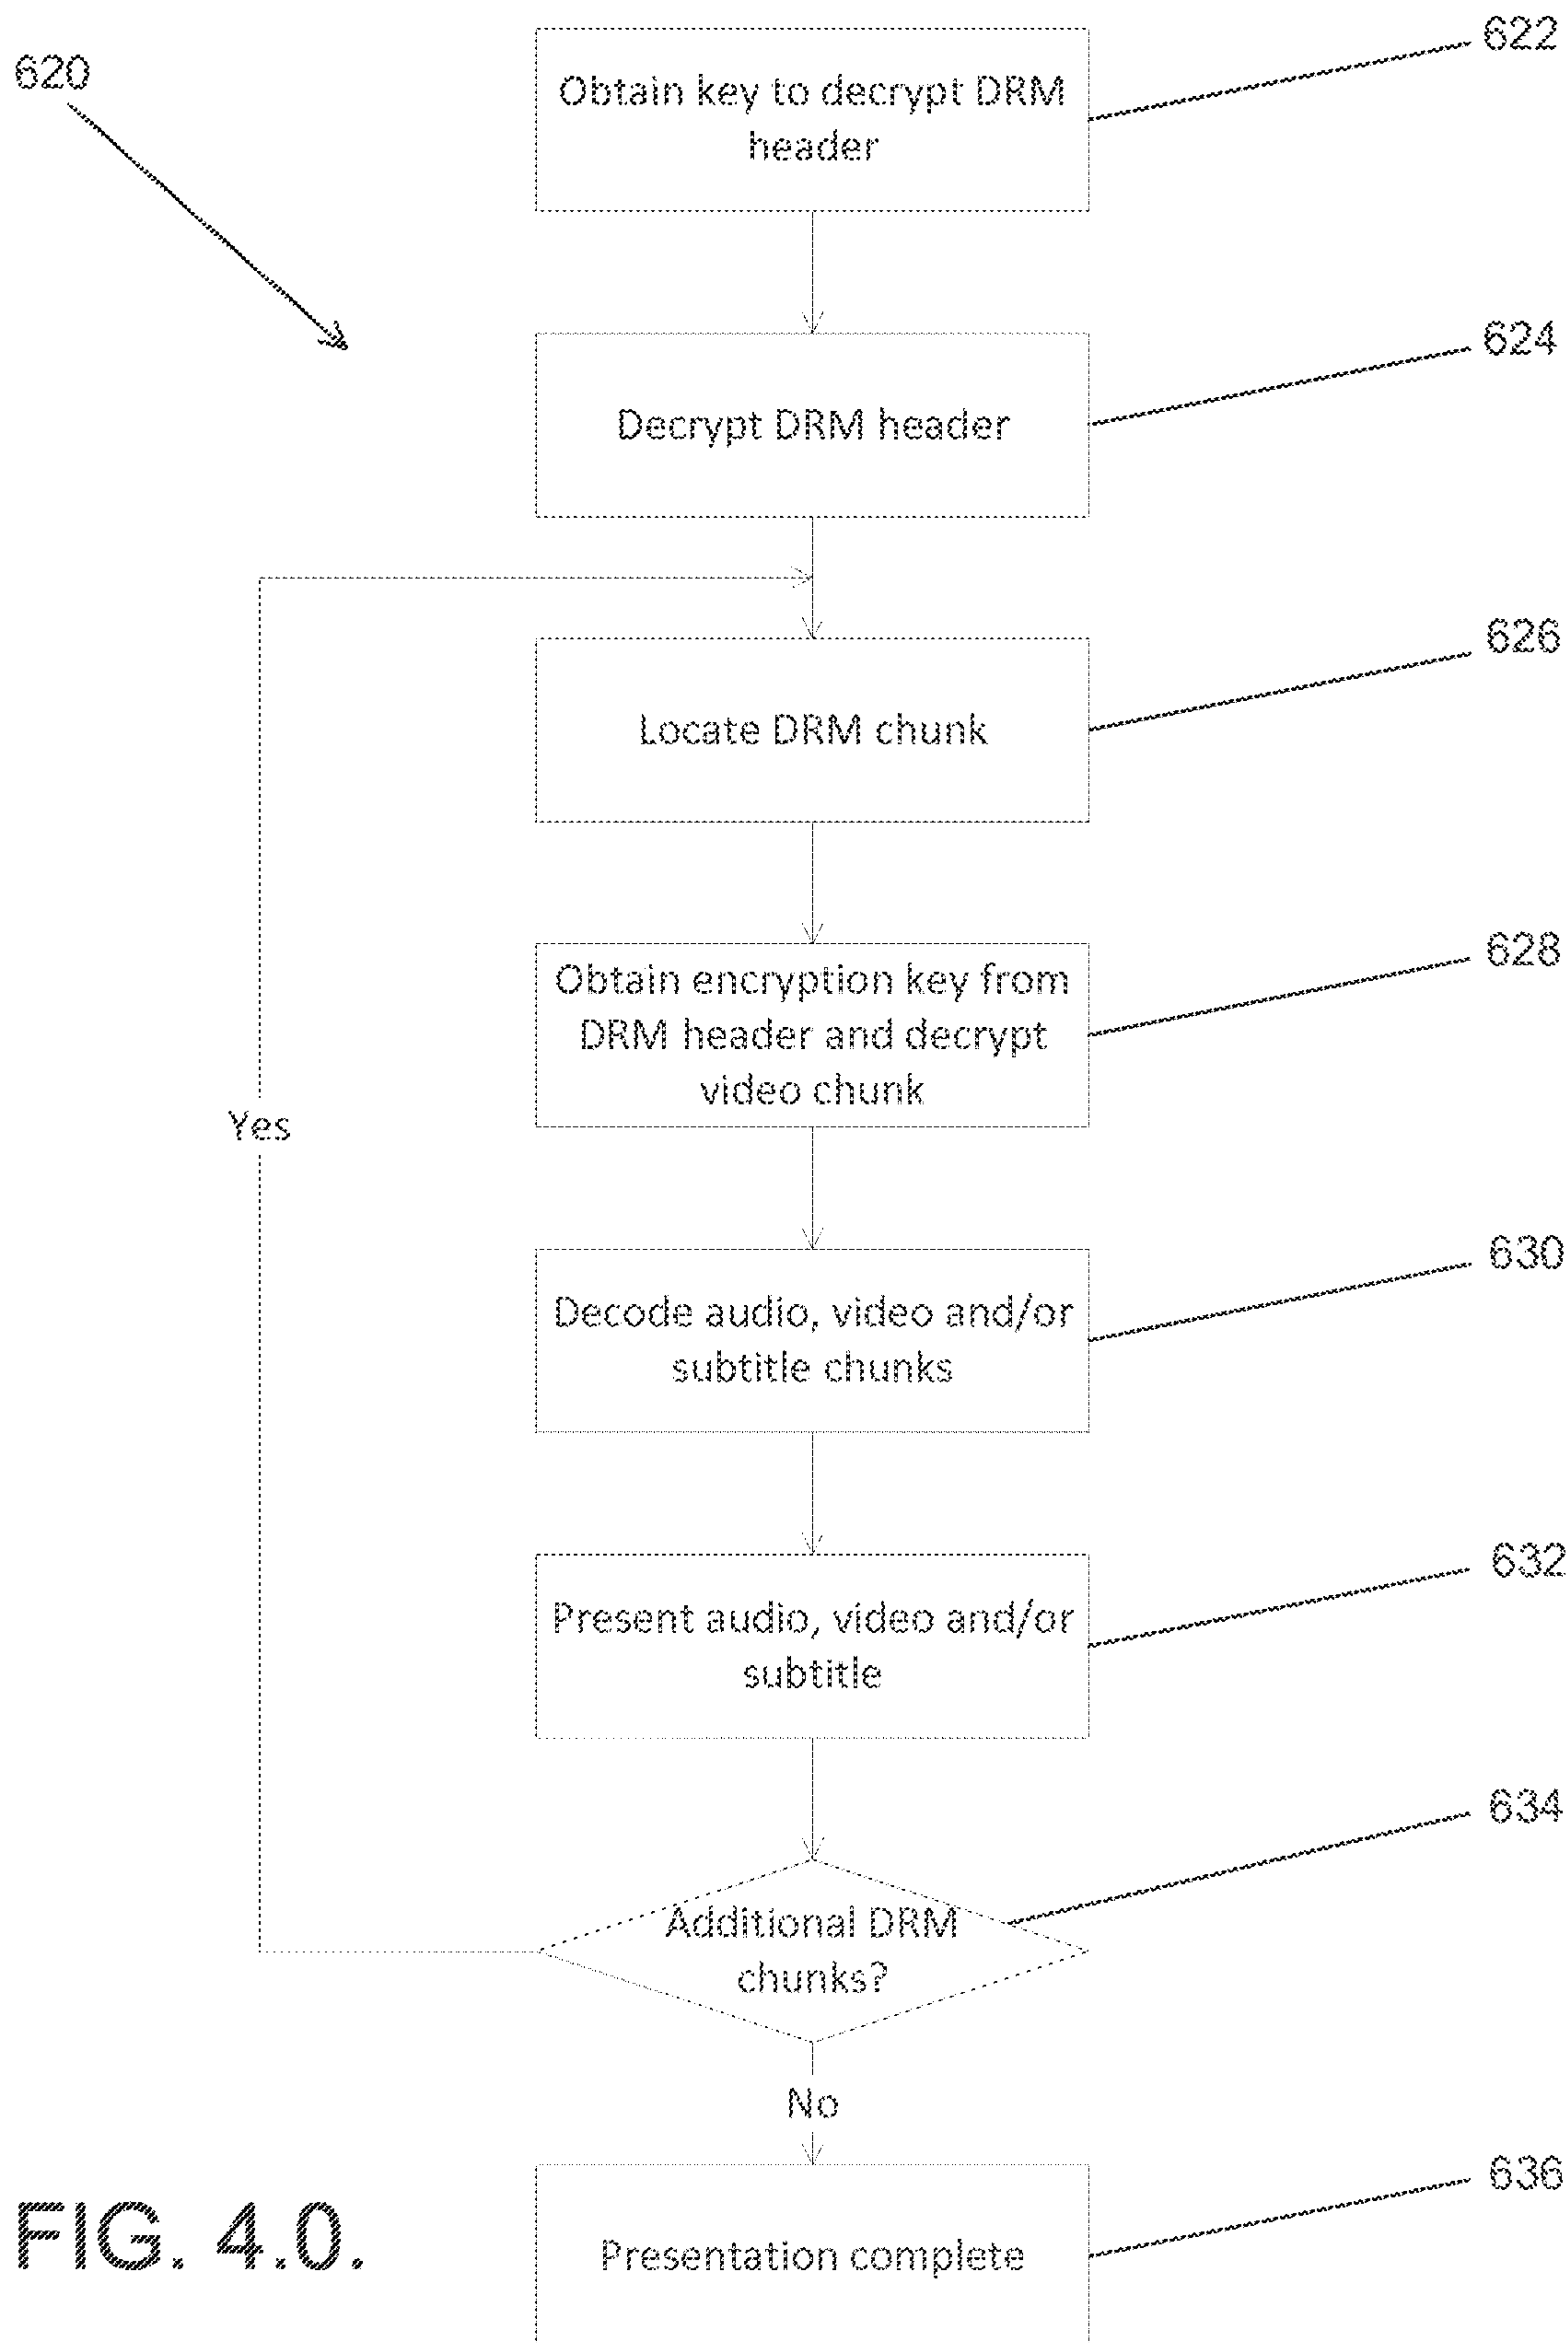 622
620
Obtain key to decrypt DRM
header
624
Decrypt DRM header
626
Locate DRM chunk
628
Obtain encryption key from
DRM header and decrypt
video chunk
Yes
630
Decode audio, video and/or
subtitle chunks
632
Present audio, video and/or
subtitle
634
Additional DRM
chunks?
No
636
FIG. 4.0.
Presentation complete